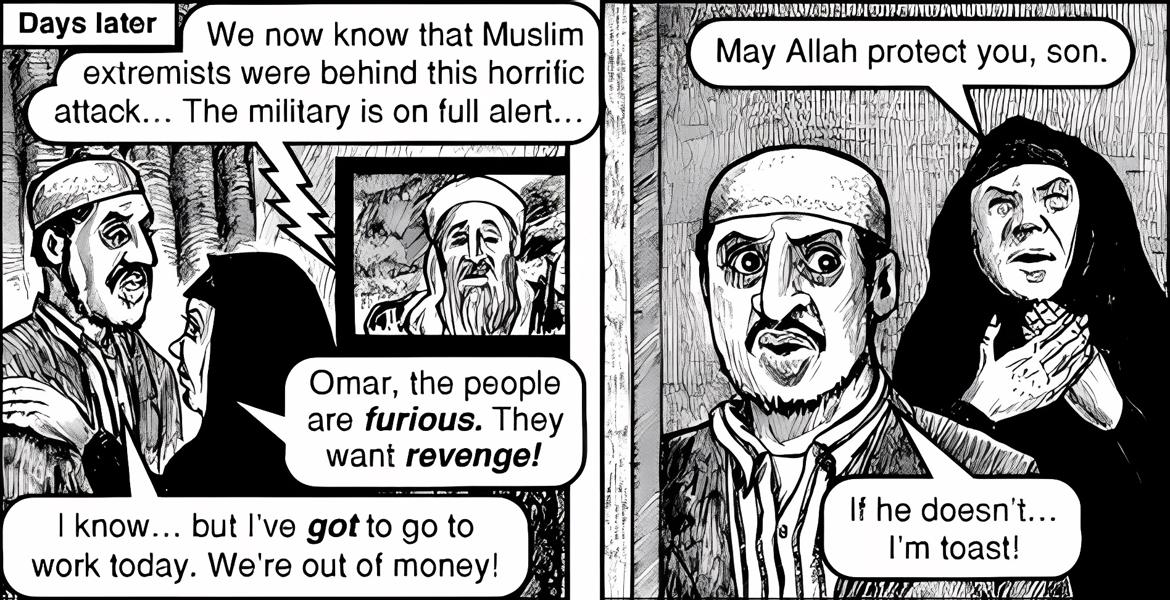 Days later
We now know that Muslim
extremists were behind this horrific
attack... The military is on full alert...
Omar, the people
are furious. They
want revenge!
I know... but I've got to go to
work today. We're out of money!
May Allah protect you, son.
If he doesn't...
I'm toast!